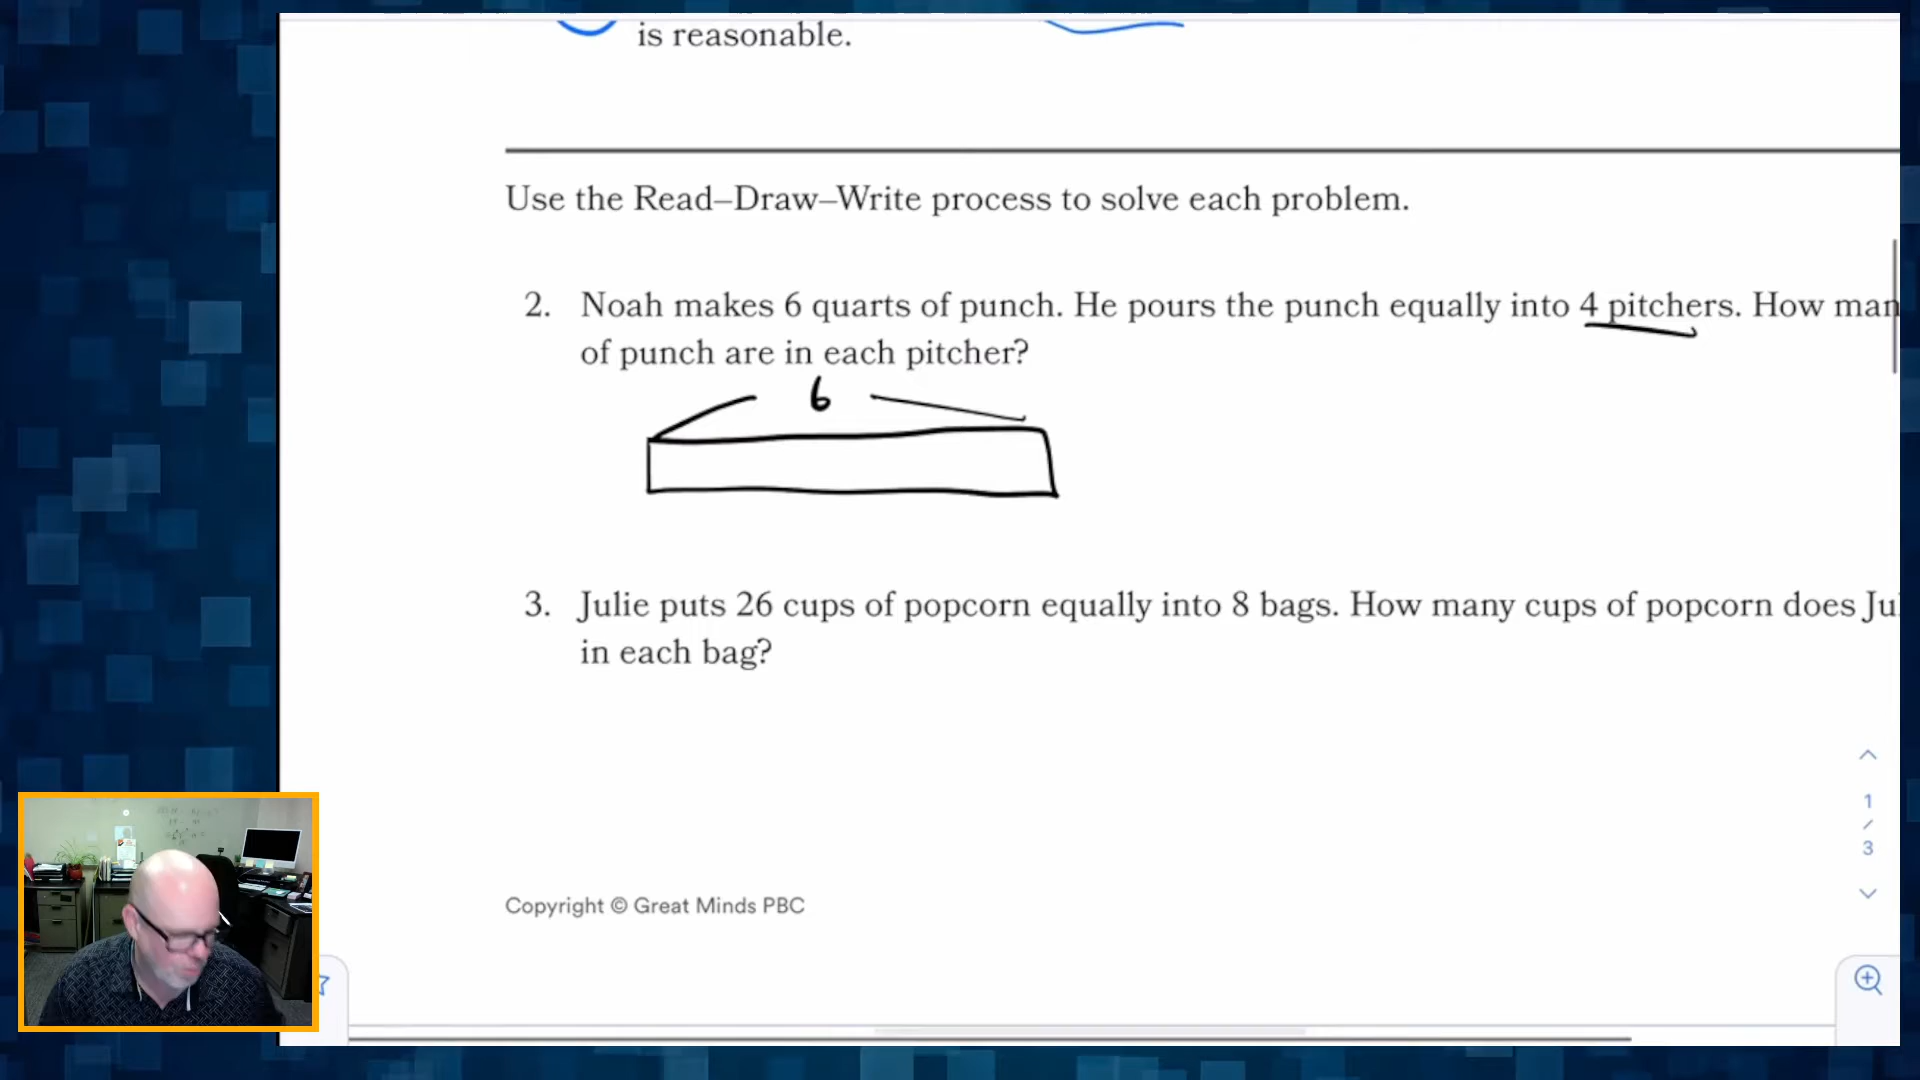 is reasonable.
Use the Read–Draw–Write process to solve each problem.
2. Noah makes 6 quarts of punch. He pours the punch equally into 4 pitchers. How man
of punch are in each pitcher?
6
3. Julie puts 26 cups of popcorn equally into 8 bags. How many cups of popcorn does Ju
in each bag?
1
/
3
Copyright © Great Minds PBC